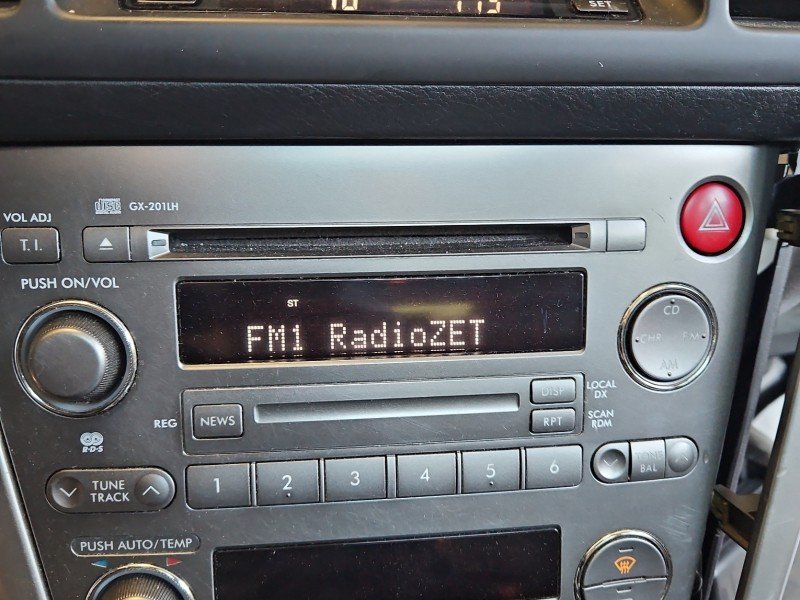 SET
GX-201LH
VOL ADJ
T.I.
PUSH ON/VOL
ST
FM1 RadioZET
CD
FM
AM
DISP
LOCAL
DX
REG
NEWS
RPT
SCAN
RDM
R·D·S
TUNE
TRACK
1
2
3
4
5
6
TONE
BAL
PUSH AUTO/TEMP